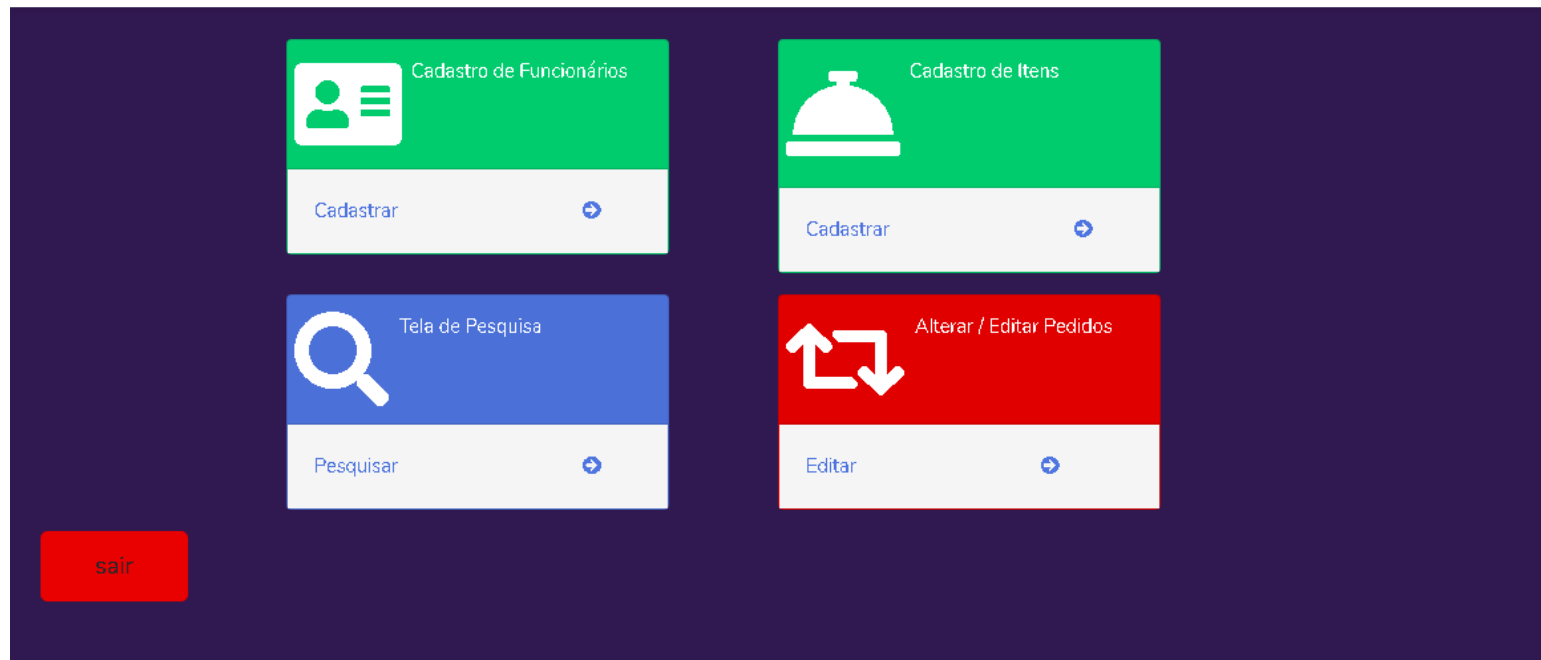 Cadastro de Funcionários
Cadastrar
Cadastro de Itens
Cadastrar
Tela de Pesquisa
Pesquisar
Alterar / Editar Pedidos
Editar
sair